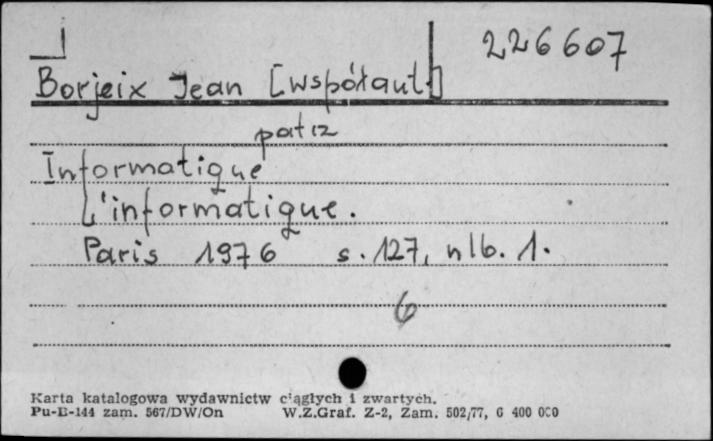 226607
Borjeix Jean [współaut.]
patrz
Informatique
L'informatique.
Paris 1976 s. 127, nlb. 1.
6
Karta katalogowa wydawnictw ciągłych i zwartych.
Pu-B-144 zam. 567/DW/On W.Z.Graf. Z-2, Zam. 502/77, G 400 000